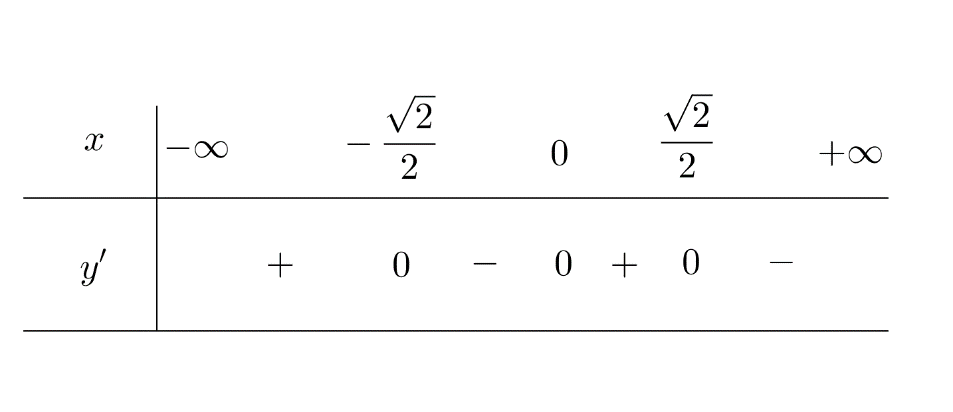 x −∞ −√2/2 0 √2/2 +∞
y′ + 0 − 0 + 0 −